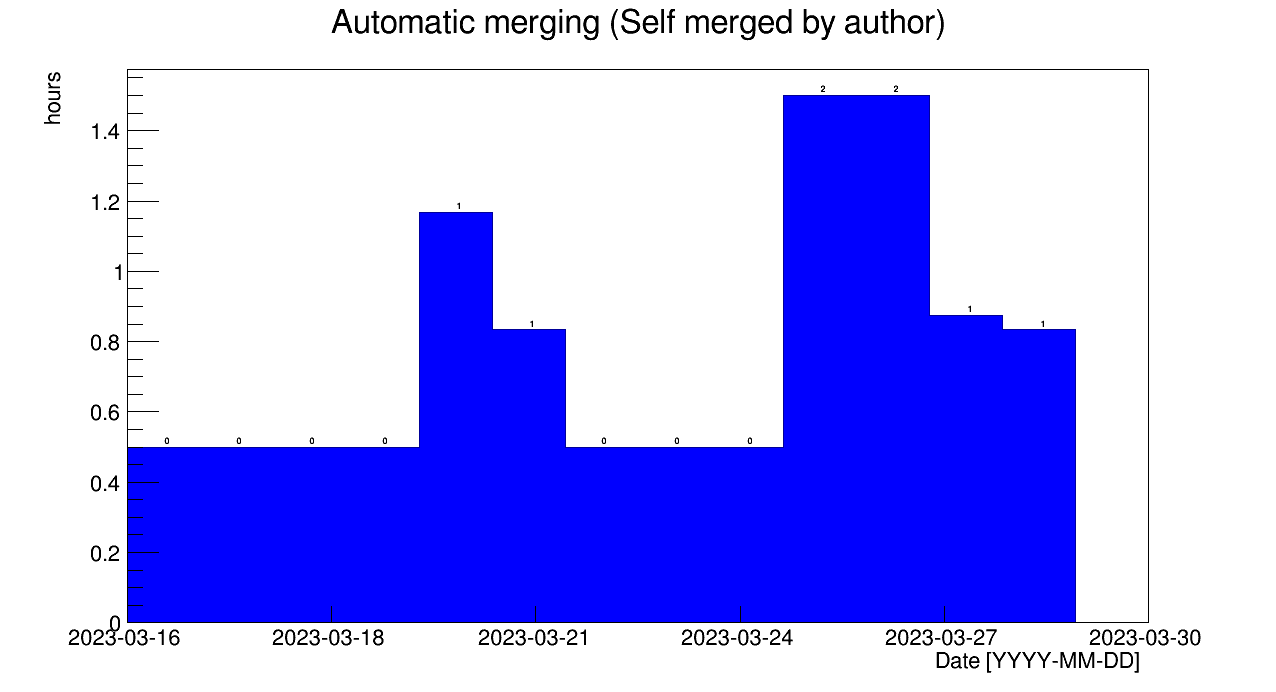 Automatic merging (Self merged by author)
hours
1.4
1.2
1
0.8
0.6
0.4
0.2
0
0 0 0 0 1 1 0 0 0 2 2 1 1
2023-03-16 2023-03-18 2023-03-21 2023-03-24 2023-03-27 2023-03-30
Date [YYYY-MM-DD]